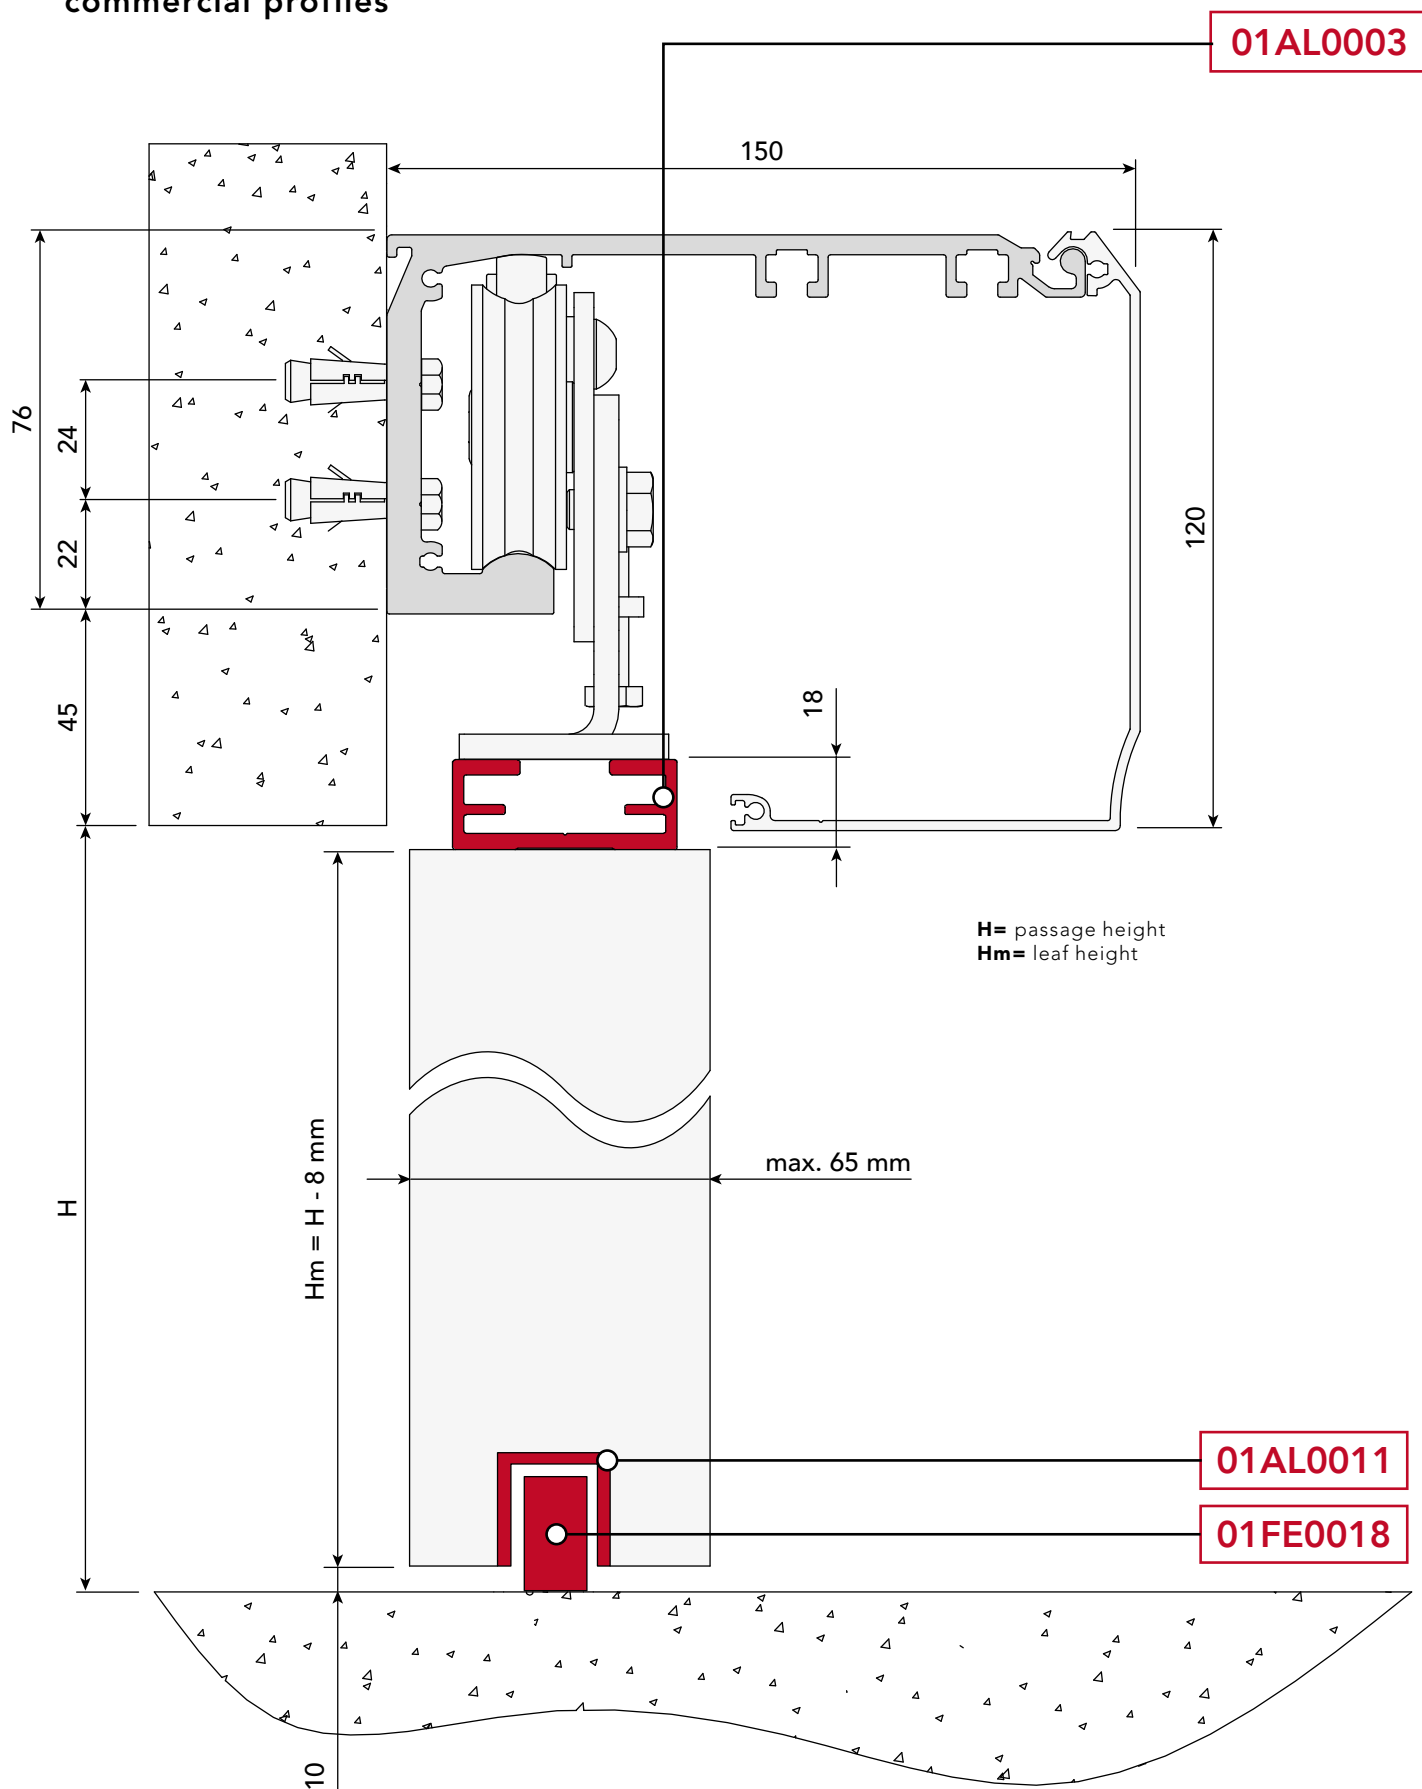 commercial profiles
01AL0003
150
76
24
22
120
45
18
H= passage height
Hm= leaf height
Hm = H - 8 mm
max. 65 mm
H
01AL0011
01FE0018
10